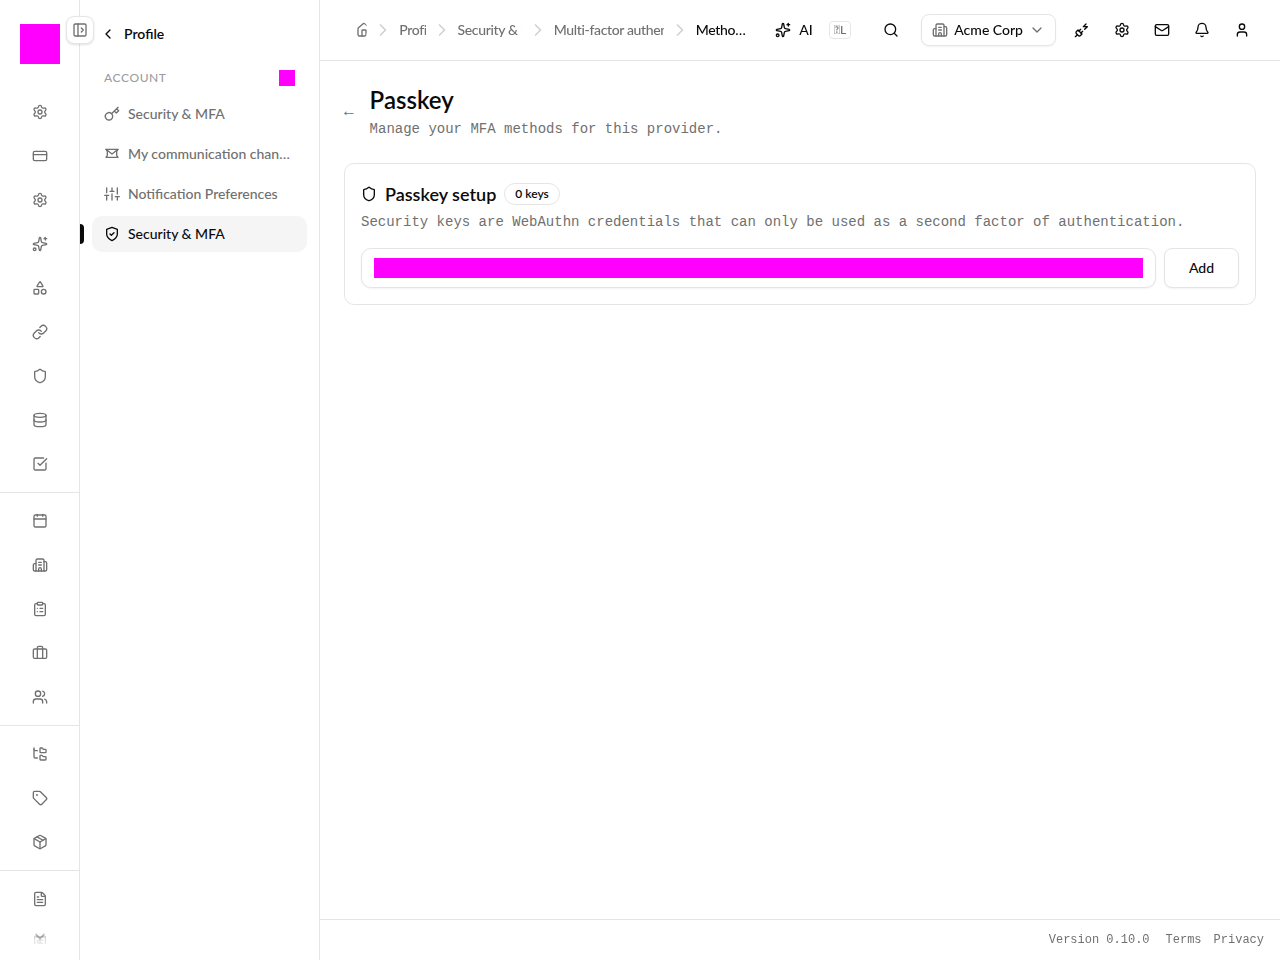 Profile
ACCOUNT
Security & MFA
My communication chan...
Notification Preferences
Security & MFA
Profi
Security &
Multi-factor auther
Metho...
AI
L
Acme Corp
←
Passkey
Manage your MFA methods for this provider.
Passkey setup
0 keys
Security keys are WebAuthn credentials that can only be used as a second factor of authentication.
Add
Version 0.10.0
Terms
Privacy